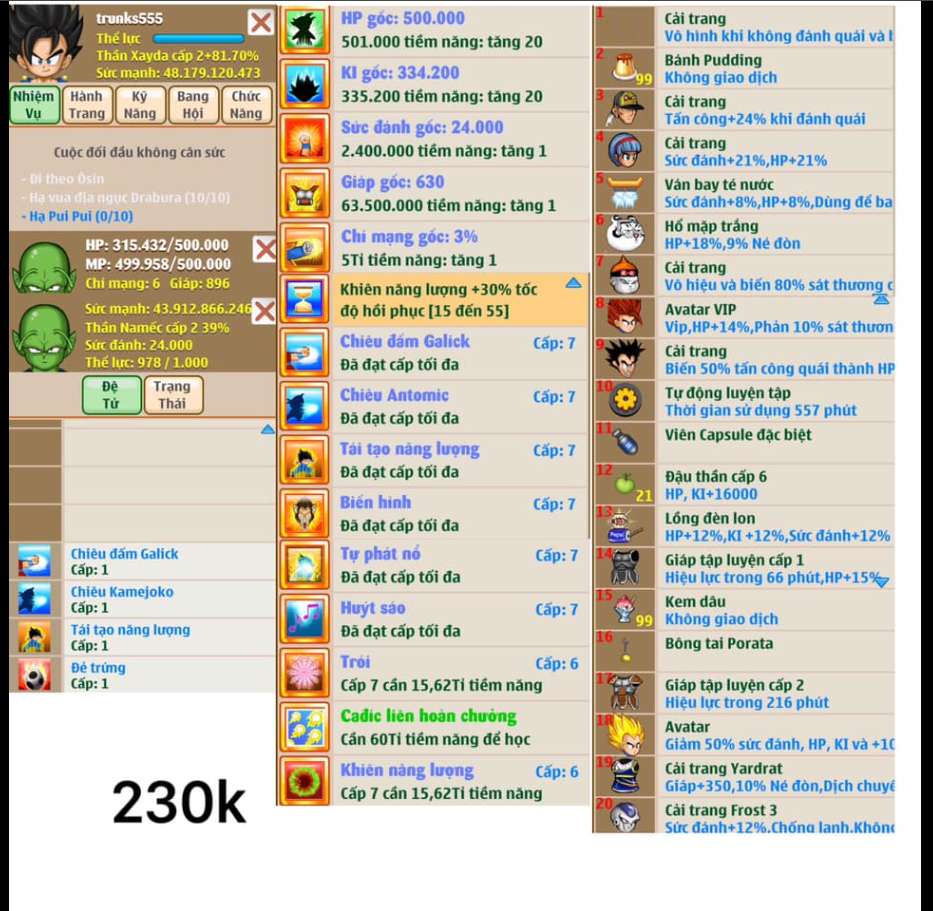 trunks555
Thể lực
Thần Xayda cấp 2+81.70%
Sức mạnh: 48.179.120.473
Nhiệm Vụ
Hành Trang
Kỹ Năng
Bang Hội
Chức Năng
Cuộc đối đầu không cân sức
- Đi theo Ôsin
- Hạ vua địa ngục Drabura (10/10)
- Hạ Pui Pui (0/10)
HP: 315.432/500.000
MP: 499.958/500.000
Chí mạng: 6 Giáp: 896
Sức mạnh: 43.912.866.246
Thần Namếc cấp 2 39%
Sức đánh: 24.000
Thể lực: 978 / 1.000
Đệ Tử
Trạng Thái
Chiêu đấm Galick
Cấp: 1
Chiêu Kamejoko
Cấp: 1
Tái tạo năng lượng
Cấp: 1
Đẻ trứng
Cấp: 1
230k
HP gốc: 500.000
501.000 tiềm năng: tăng 20
KI gốc: 334.200
335.200 tiềm năng: tăng 20
Sức đánh gốc: 24.000
2.400.000 tiềm năng: tăng 1
Giáp gốc: 630
63.500.000 tiềm năng: tăng 1
Chí mạng gốc: 3%
5Tỉ tiềm năng: tăng 1
Khiên năng lượng +30% tốc
độ hồi phục [15 đến 55]
Chiêu đấm Galick Cấp: 7
Đã đạt cấp tối đa
Chiêu Antomic Cấp: 7
Đã đạt cấp tối đa
Tái tạo năng lượng Cấp: 7
Đã đạt cấp tối đa
Biến hình Cấp: 7
Đã đạt cấp tối đa
Tự phát nổ Cấp: 7
Đã đạt cấp tối đa
Huýt sáo Cấp: 7
Đã đạt cấp tối đa
Trói Cấp: 6
Cấp 7 cần 15,62Tỉ tiềm năng
Cađíc liên hoàn chưởng
Cần 60Tỉ tiềm năng để học
Khiên năng lượng Cấp: 6
Cấp 7 cần 15,62Tỉ tiềm năng
1
Cải trang
Vô hình khi không đánh quái và
2
99
Bánh Pudding
Không giao dịch
3
Cải trang
Tấn công+24% khi đánh quái
4
Cải trang
Sức đánh+21%,HP+21%
5
Ván bay té nước
Sức đánh+8%,HP+8%,Dùng để ba
6
Hổ mập trắng
HP+18%,9% Né đòn
7
Cải trang
Vô hiệu và biến 80% sát thương
8
Avatar VIP
Vip,HP+14%,Phản 10% sát thươn
9
Cải trang
Biến 50% tấn công quái thành HP
10
Tự động luyện tập
Thời gian sử dụng 557 phút
11
Viên Capsule đặc biệt
12
21
Đậu thần cấp 6
HP, KI+16000
13
Pepsi
Lồng đèn lon
HP+12%,KI +12%,Sức đánh+12%
14
Giáp tập luyện cấp 1
Hiệu lực trong 66 phút,HP+15%
15
99
Kem dâu
Không giao dịch
16
Bông tai Porata
17
Giáp tập luyện cấp 2
Hiệu lực trong 216 phút
18
Avatar
Giảm 50% sức đánh, HP, KI và +10
19
Cải trang Yardrat
Giáp+350,10% Né đòn,Dịch chuyể
20
Cải trang Frost 3
Sức đánh+12%,Chống lạnh,Không